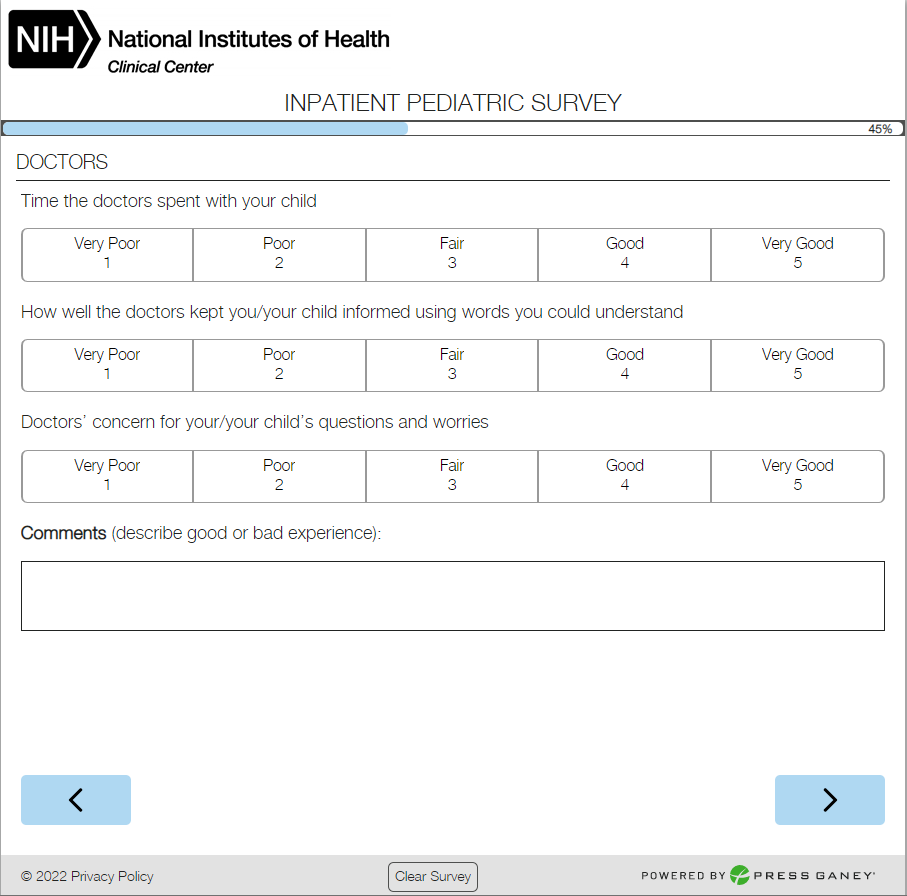 NIH National Institutes of Health
Clinical Center
INPATIENT PEDIATRIC SURVEY
45%
DOCTORS
Time the doctors spent with your child
Very Poor Poor Fair Good Very Good
1 2 3 4 5
How well the doctors kept you/your child informed using words you could understand
Very Poor Poor Fair Good Very Good
1 2 3 4 5
Doctors' concern for your/your child's questions and worries
Very Poor Poor Fair Good Very Good
1 2 3 4 5
Comments (describe good or bad experience):
© 2022 Privacy Policy Clear Survey POWERED BY PRESS GANEY